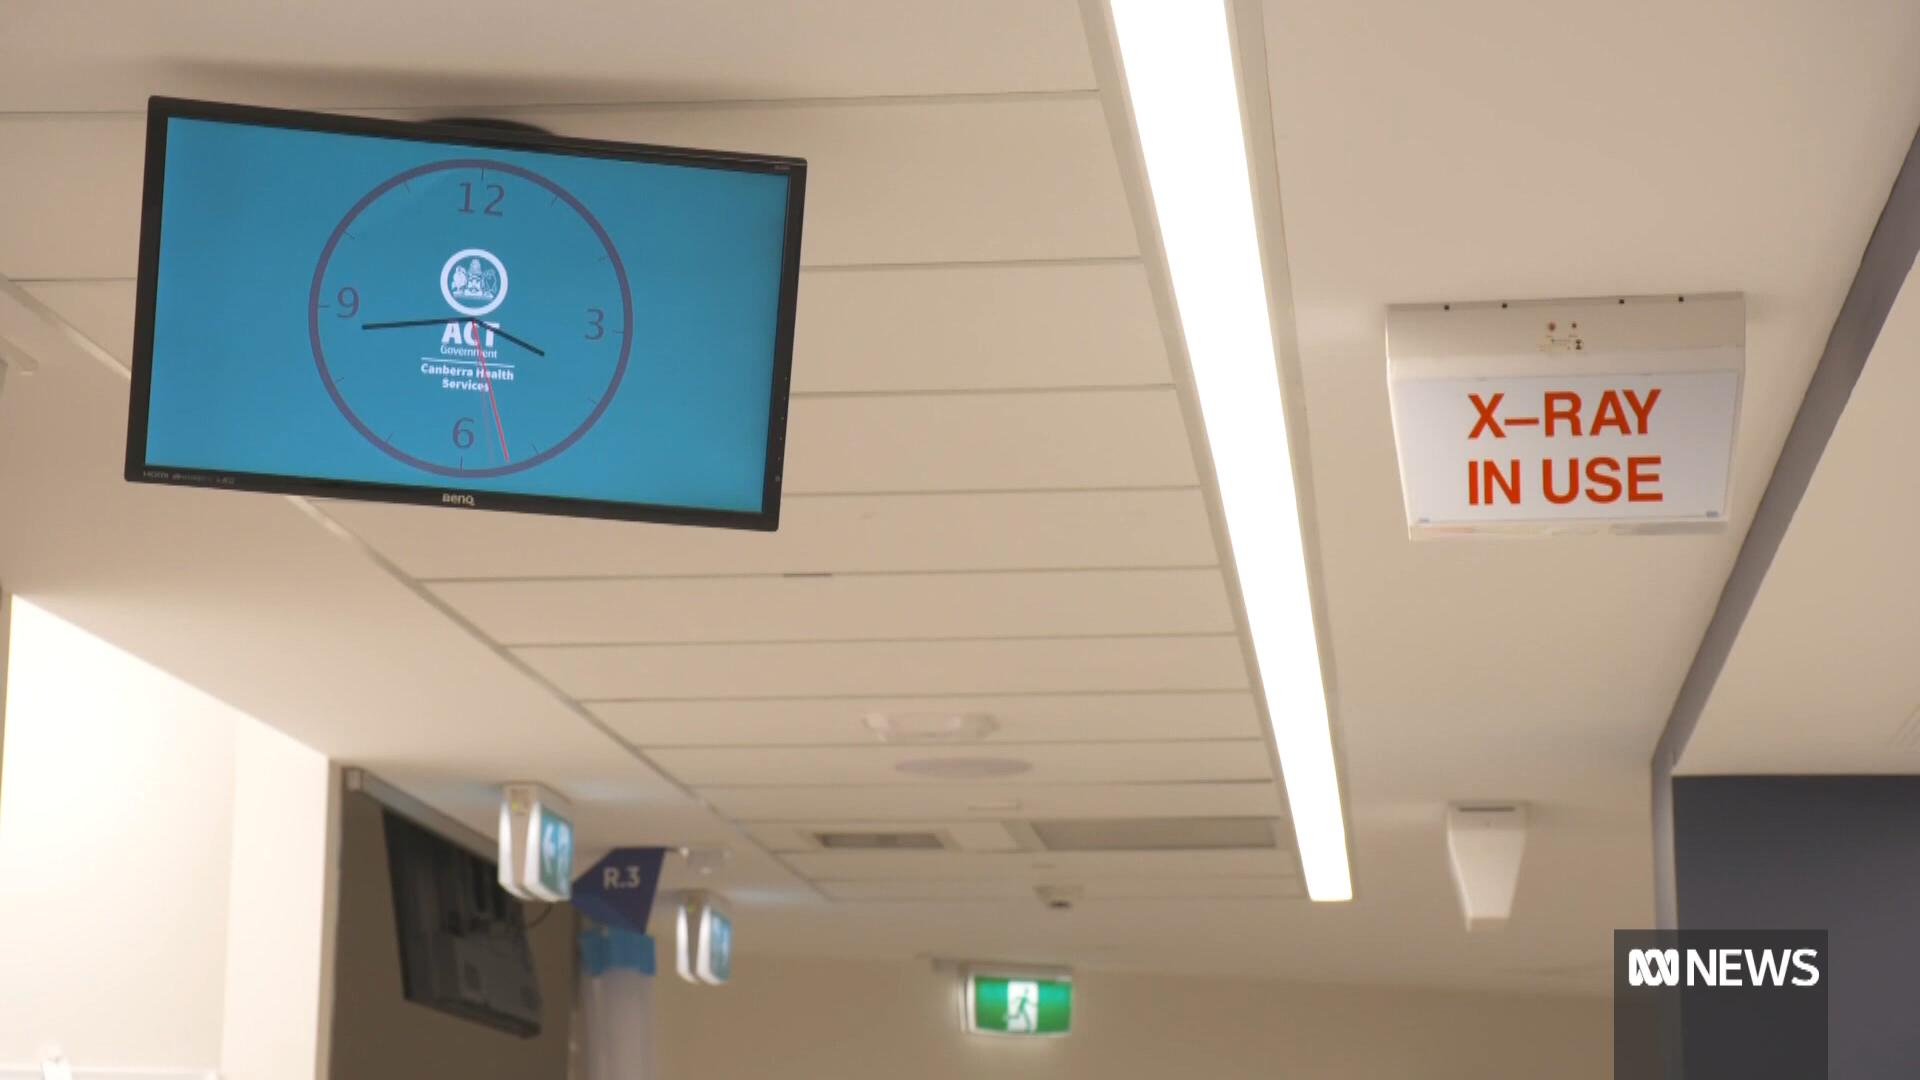 12
9
3
6
ACT
Government
Canberra Health
Services
BenQ
X-RAY
IN USE
R.3
NEWS